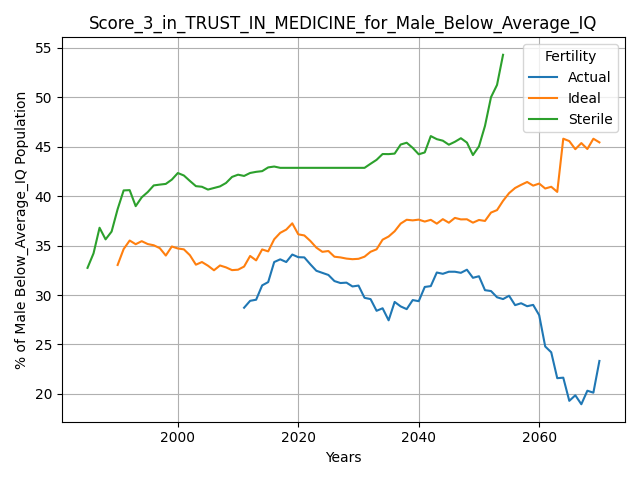 Score_3_in_TRUST_IN_MEDICINE_for_Male_Below_Average_IQ
% of Male Below_Average_IQ Population
55
50
45
40
35
30
25
20
Fertility
Actual
Ideal
Sterile
2000
2020
2040
2060
Years